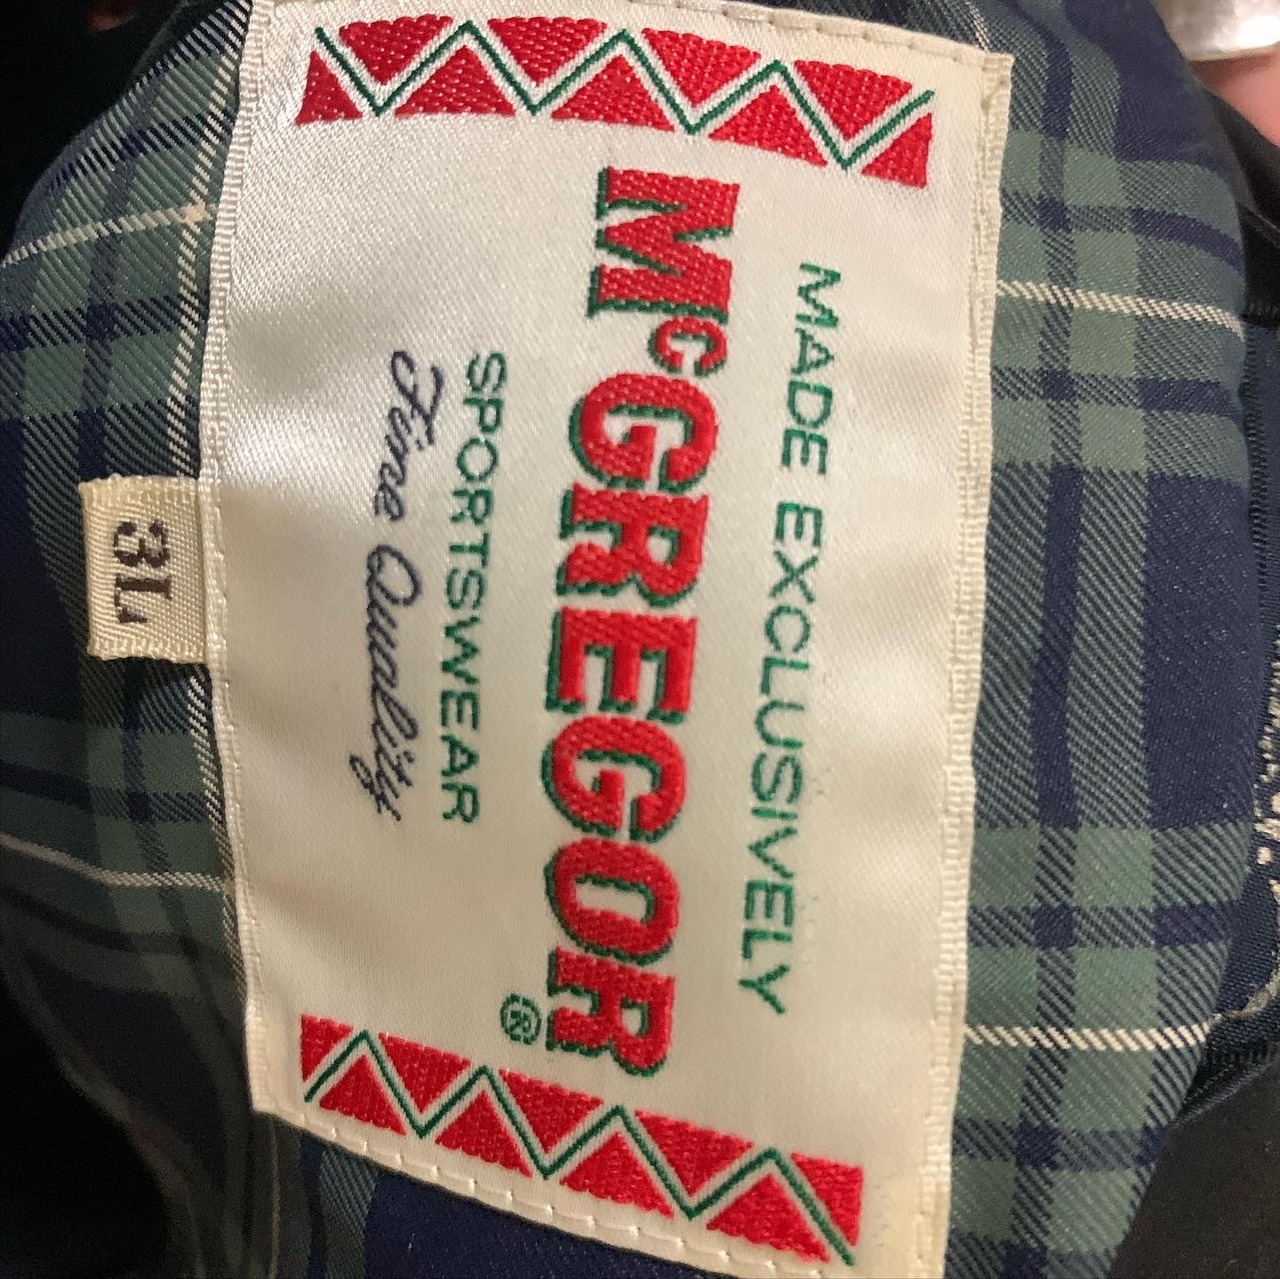 MADE EXCLUSIVELY
McGREGOR®
SPORTSWEAR
Fine Quality
3L